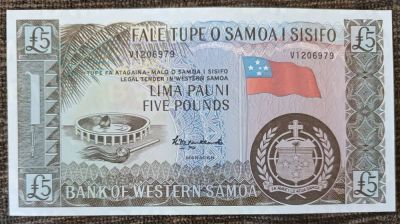 £5 FALE TUPE O SAMOA I SISIFO £5
V1206979 V1206979
TUPE FA'ATAGAINA - MALO O SAMOA I SISIFO
LEGAL TENDER IN WESTERN SAMOA
LIMA PAUNI
FIVE POUNDS
MANAGER
£5 BANK OF WESTERN SAMOA £5